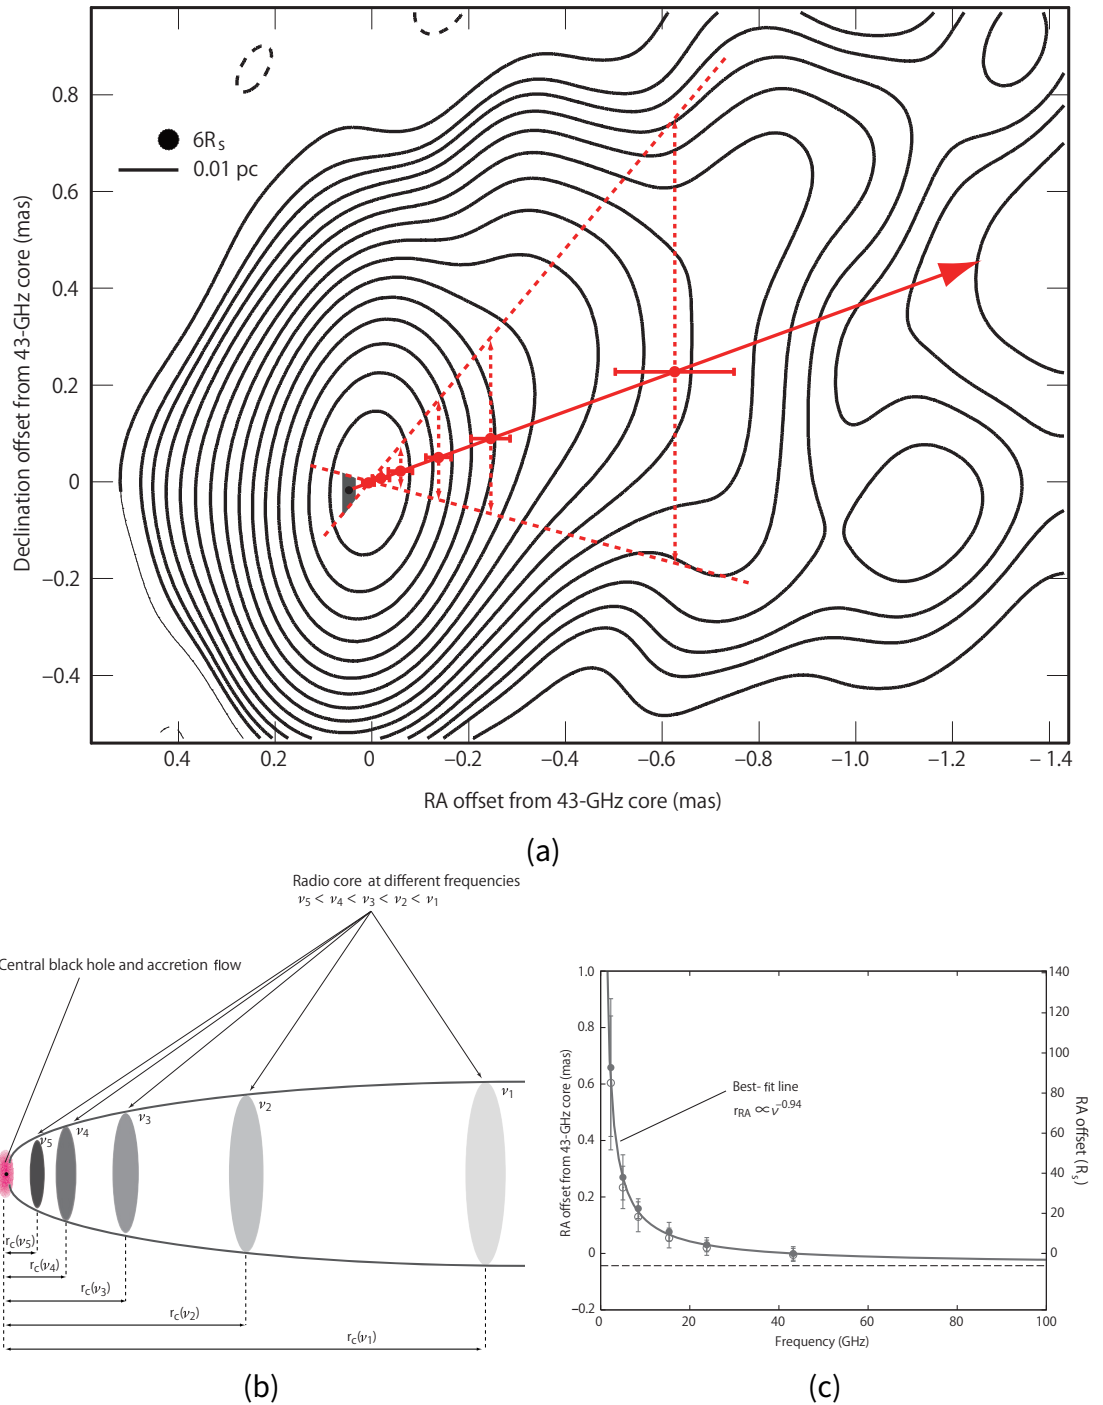 0.8
0.6
0.4
0.2
0
−0.2
−0.4
Declination offset from 43-GHz core (mas)
6Rs
0.01 pc
0.4
0.2
0
−0.2
−0.4
−0.6
−0.8
−1.0
−1.2
−1.4
RA offset from 43-GHz core (mas)
(a)
Radio core at different frequencies
ν5 < ν4 < ν3 < ν2 < ν1
Central black hole and accretion flow
ν5
ν4
ν3
ν2
ν1
rc(ν5)
rc(ν4)
rc(ν3)
rc(ν2)
rc(ν1)
(b)
1.0
0.8
0.6
0.4
0.2
0
−0.2
RA offset from 43-GHz core (mas)
Best-fit line
rRA ∝ ν−0.94
140
120
100
80
60
40
20
0
RA offset (Rs)
0
20
40
60
80
100
Frequency (GHz)
(c)